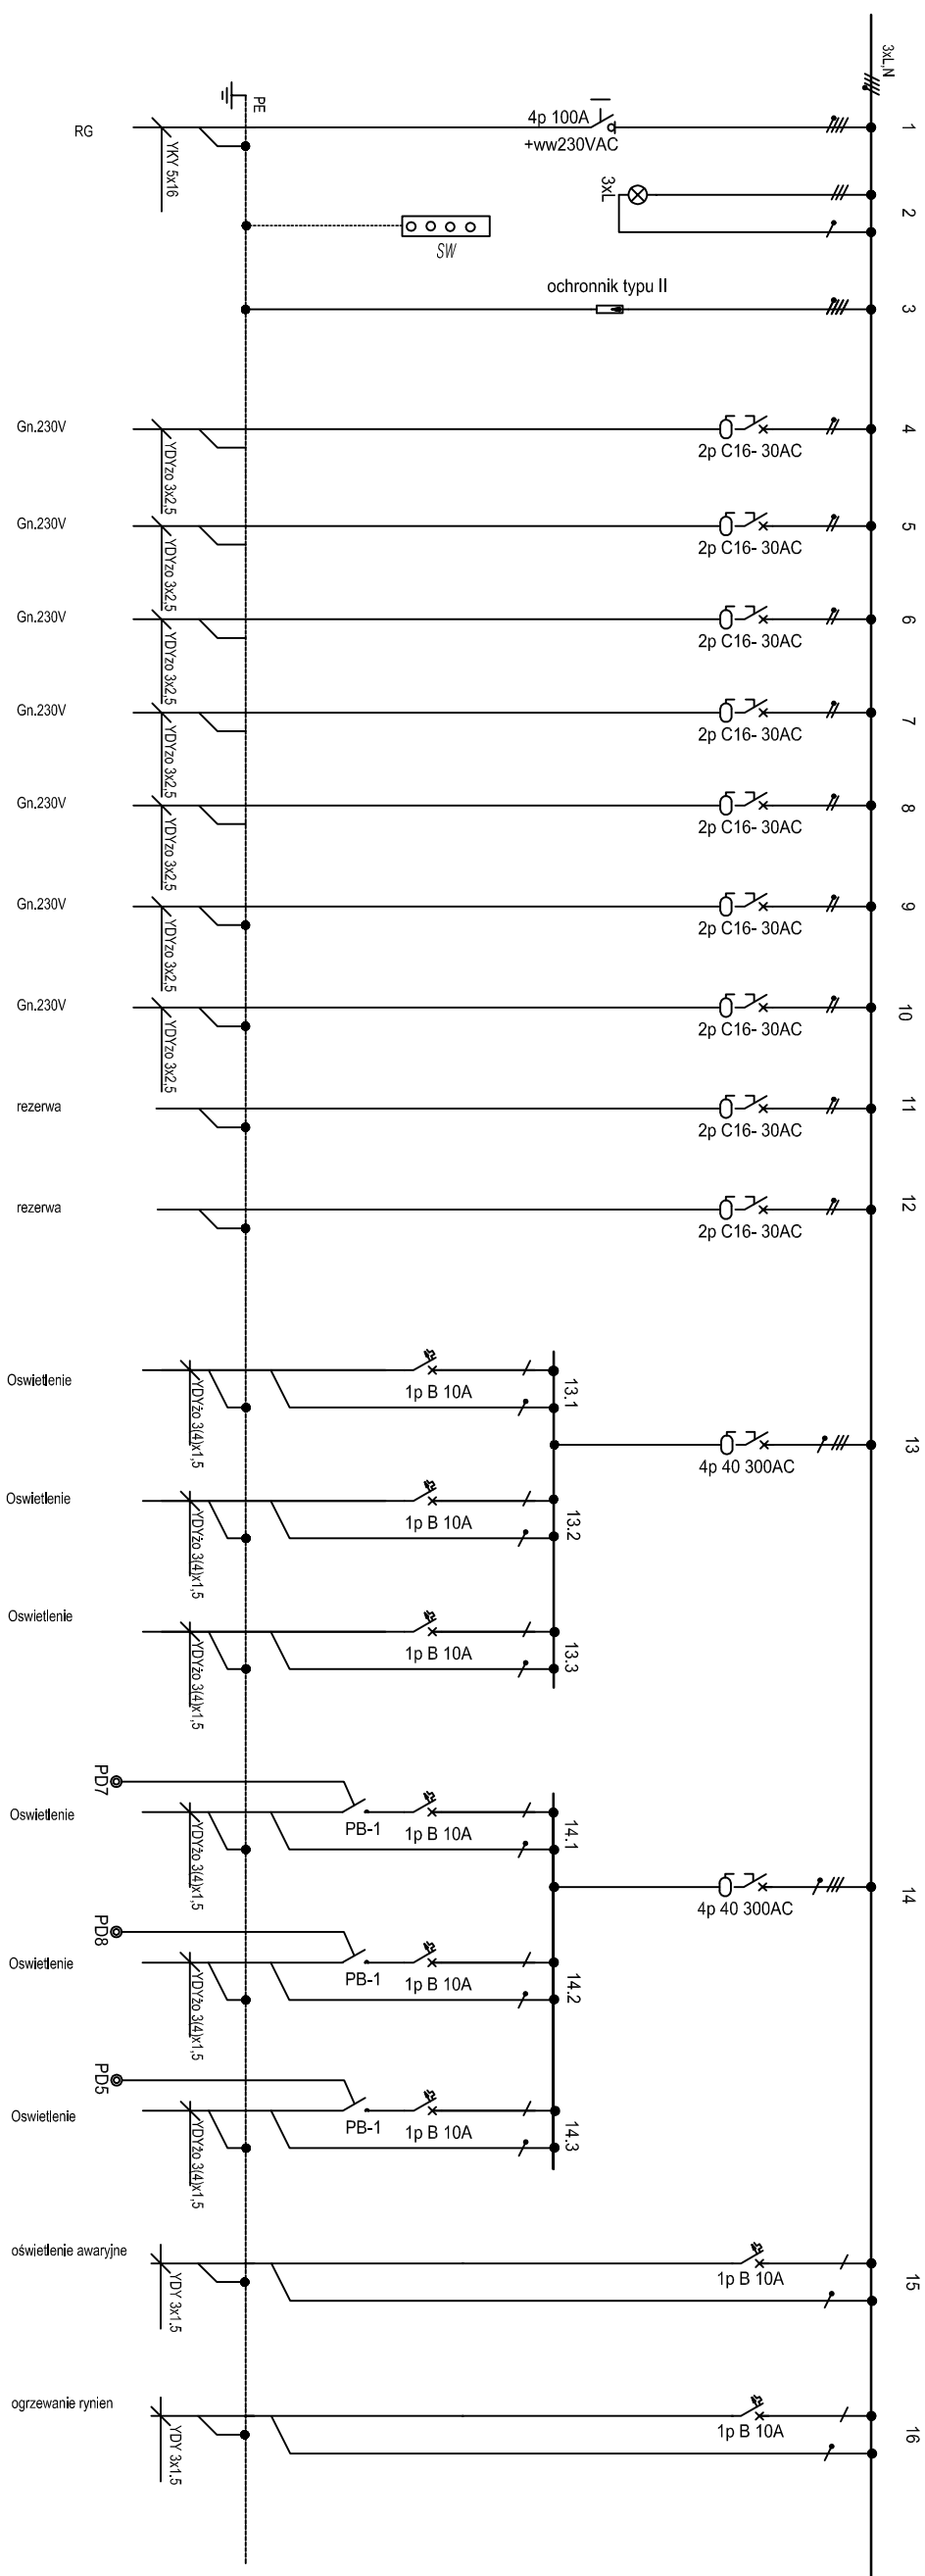 3xL,N
PE
RG
YKY 5x16
4p 100A
+ww230VAC
1
3xL
2
SW
ochronnik typu II
3
Gn.230V
YDYzo 3x2,5
2p C16- 30AC
4
Gn.230V
YDYzo 3x2,5
2p C16- 30AC
5
Gn.230V
YDYzo 3x2,5
2p C16- 30AC
6
Gn.230V
YDYzo 3x2,5
2p C16- 30AC
7
Gn.230V
YDYzo 3x2,5
2p C16- 30AC
8
Gn.230V
YDYzo 3x2,5
2p C16- 30AC
9
Gn.230V
YDYzo 3x2,5
2p C16- 30AC
10
rezerwa
2p C16- 30AC
11
rezerwa
2p C16- 30AC
12
Oswietlenie
YDYżo 3(4)x1,5
1p B 10A
13.1
4p 40 300AC
13
Oswietlenie
YDYżo 3(4)x1,5
1p B 10A
13.2
Oswietlenie
YDYżo 3(4)x1,5
1p B 10A
13.3
PD7
Oswietlenie
YDYżo 3(4)x1,5
PB-1
1p B 10A
14.1
4p 40 300AC
14
PD8
Oswietlenie
YDYżo 3(4)x1,5
PB-1
1p B 10A
14.2
PD5
Oswietlenie
YDYżo 3(4)x1,5
PB-1
1p B 10A
14.3
oświetlenie awaryjne
YDY 3x1.5
1p B 10A
15
ogrzewanie rynien
YDY 3x1.5
1p B 10A
16